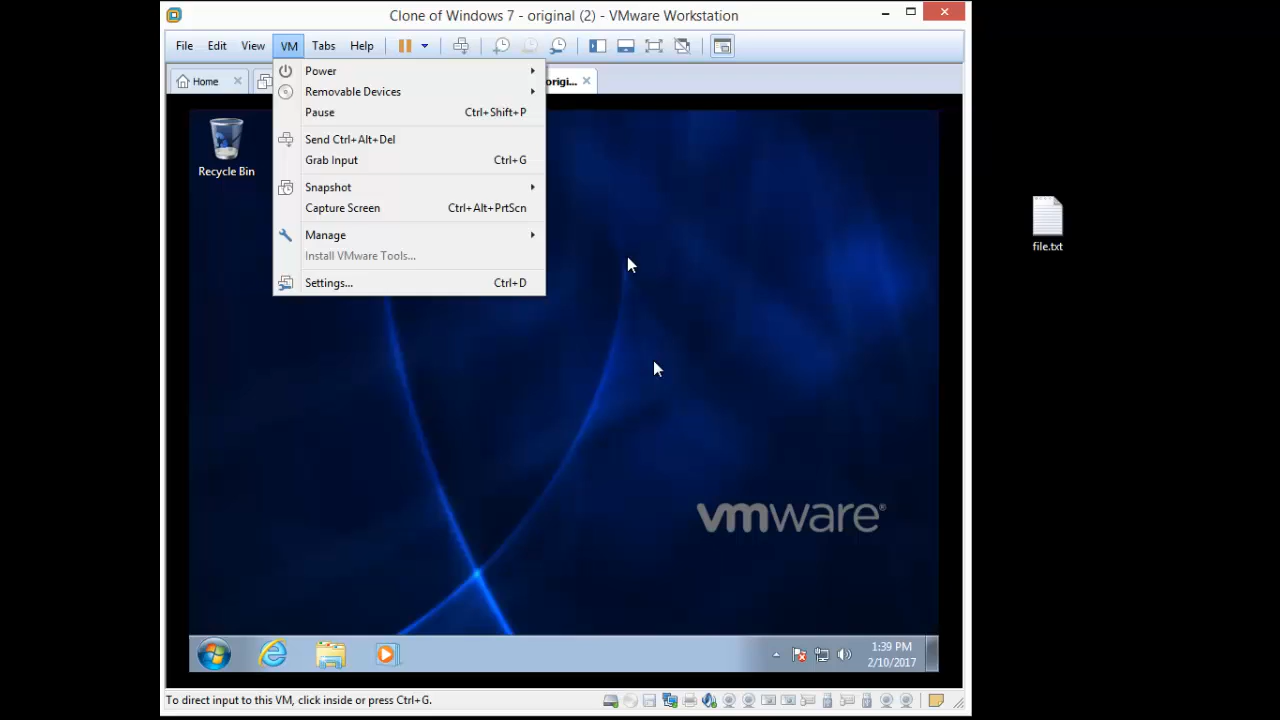 Clone of Windows 7 - original (2) - VMware Workstation
File Edit View VM Tabs Help
Home origi...
Power
Removable Devices
Pause Ctrl+Shift+P
Send Ctrl+Alt+Del
Grab Input Ctrl+G
Snapshot
Capture Screen Ctrl+Alt+PrtScn
Manage
Install VMware Tools...
Settings... Ctrl+D
Recycle Bin
file.txt
vmware®
1:39 PM
2/10/2017
To direct input to this VM, click inside or press Ctrl+G.